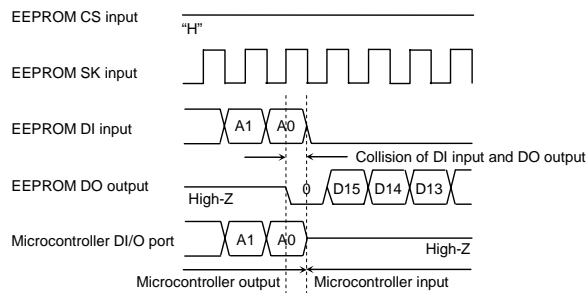 EEPROM CS input
“H”
EEPROM SK input
EEPROM DI input
A1 A0
Collision of DI input and DO output
EEPROM DO output
High-Z
0 D15 D14 D13
Microcontroller DI/O port
A1 A0
High-Z
Microcontroller output Microcontroller input